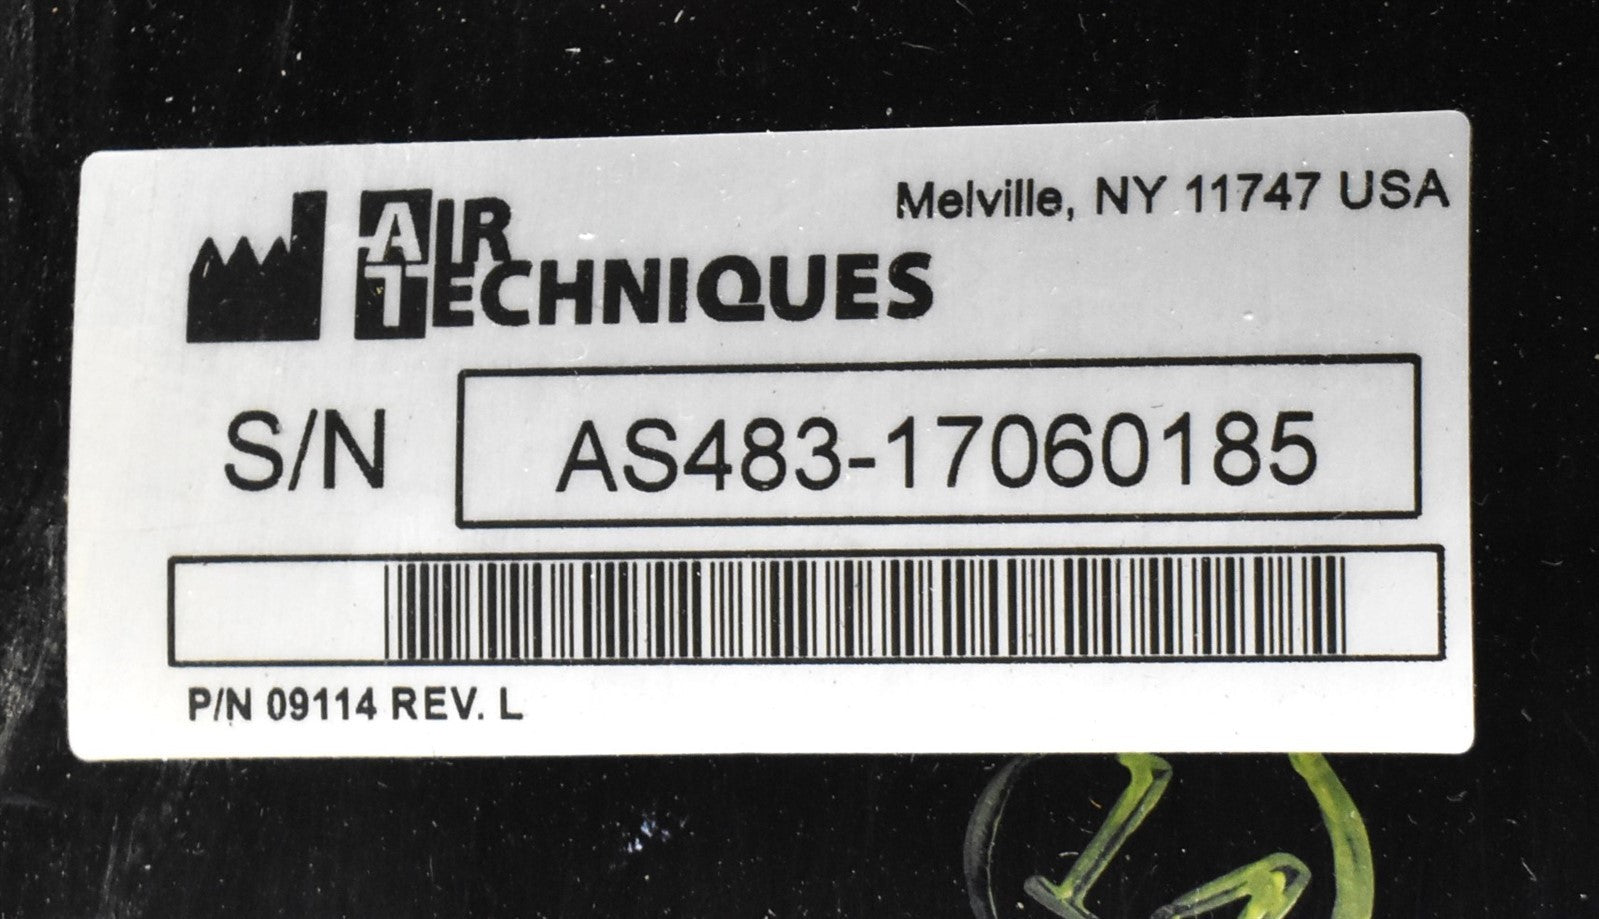 AIR TECHNIQUES
Melville, NY 11747 USA
S/N AS483-17060185
P/N 09114 REV. L